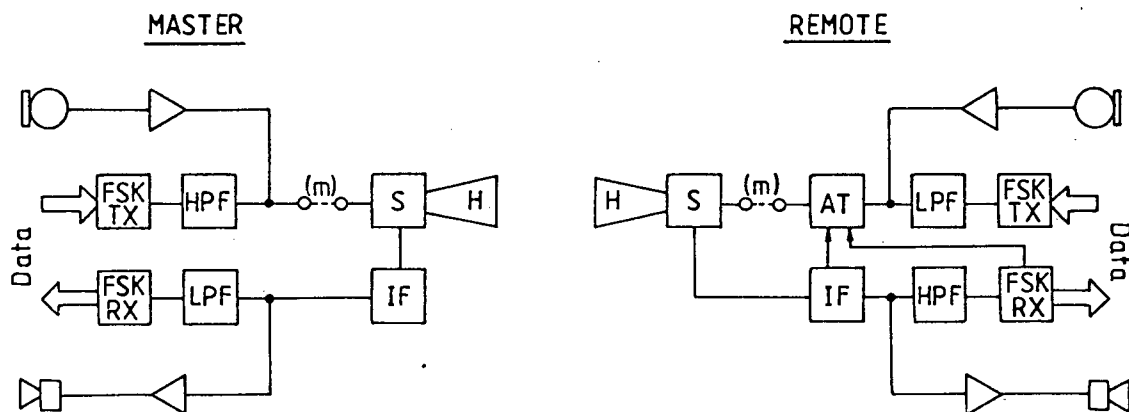 MASTER
REMOTE
FSK TX
HPF
(m)
S
H
Data
FSK RX
LPF
IF
H
S
(m)
AT
LPF
FSK TX
Data
IF
HPF
FSK RX